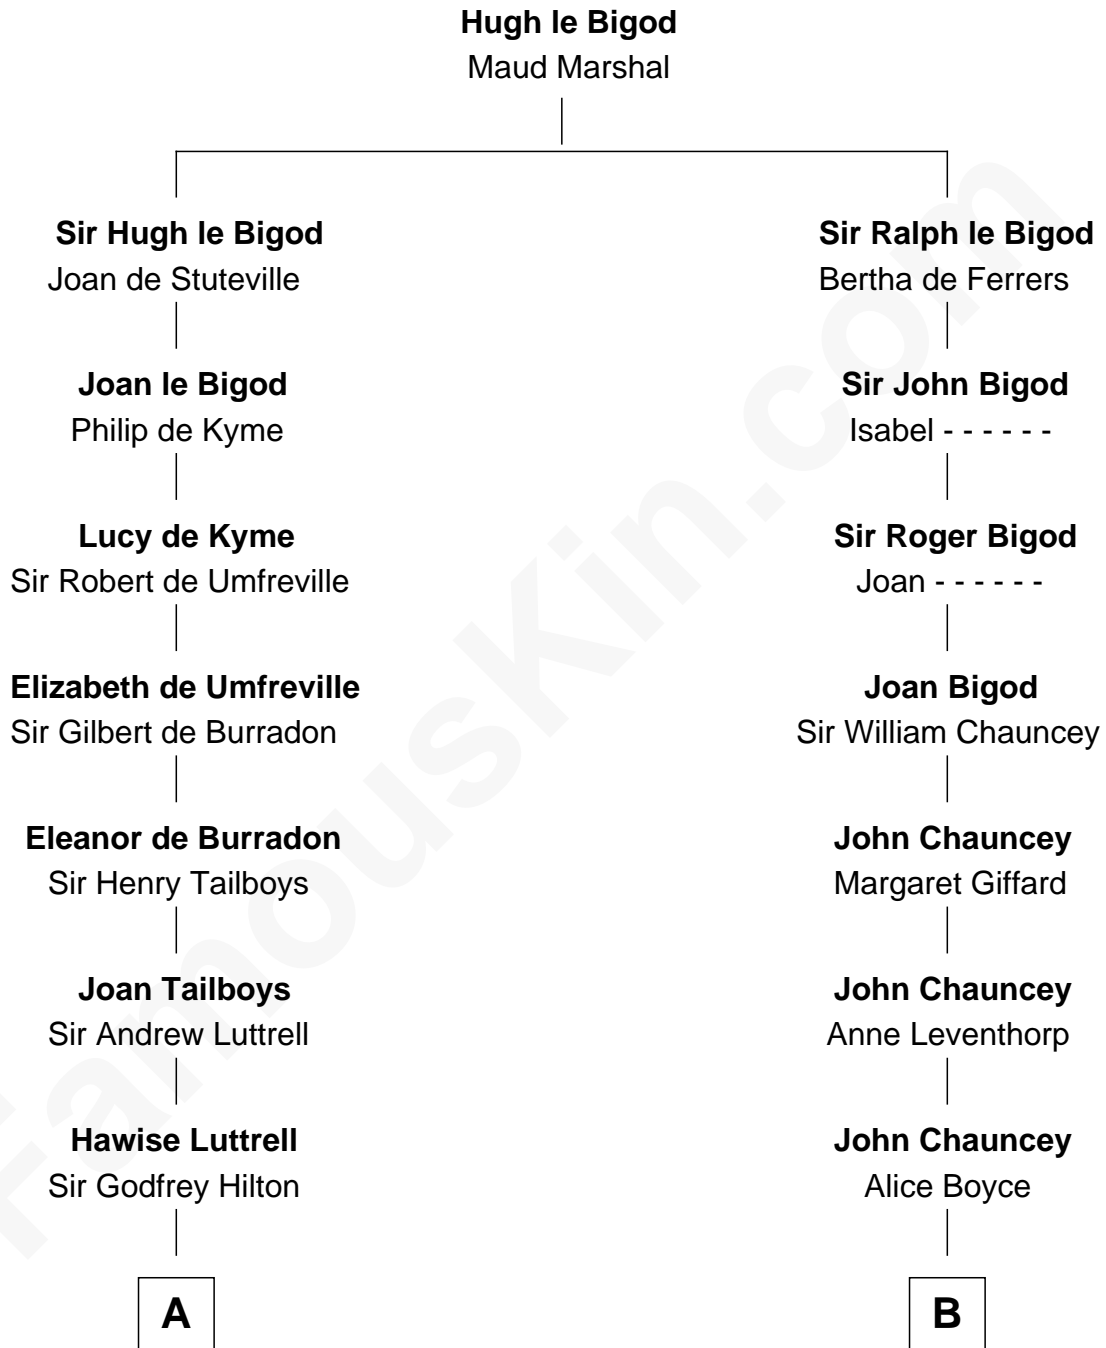 Hugh le Bigod
Maud Marshal
Sir Hugh le Bigod
Joan de Stuteville
Joan le Bigod
Philip de Kyme
Lucy de Kyme
Sir Robert de Umfreville
Elizabeth de Umfreville
Sir Gilbert de Burradon
Eleanor de Burradon
Sir Henry Tailboys
Joan Tailboys
Sir Andrew Luttrell
Hawise Luttrell
Sir Godfrey Hilton
A
Sir Ralph le Bigod
Bertha de Ferrers
Sir John Bigod
Isabel - - - - - -
Sir Roger Bigod
Joan - - - - - -
Joan Bigod
Sir William Chauncey
John Chauncey
Margaret Giffard
John Chauncey
Anne Leventhorp
John Chauncey
Alice Boyce
B
FamousKin.com